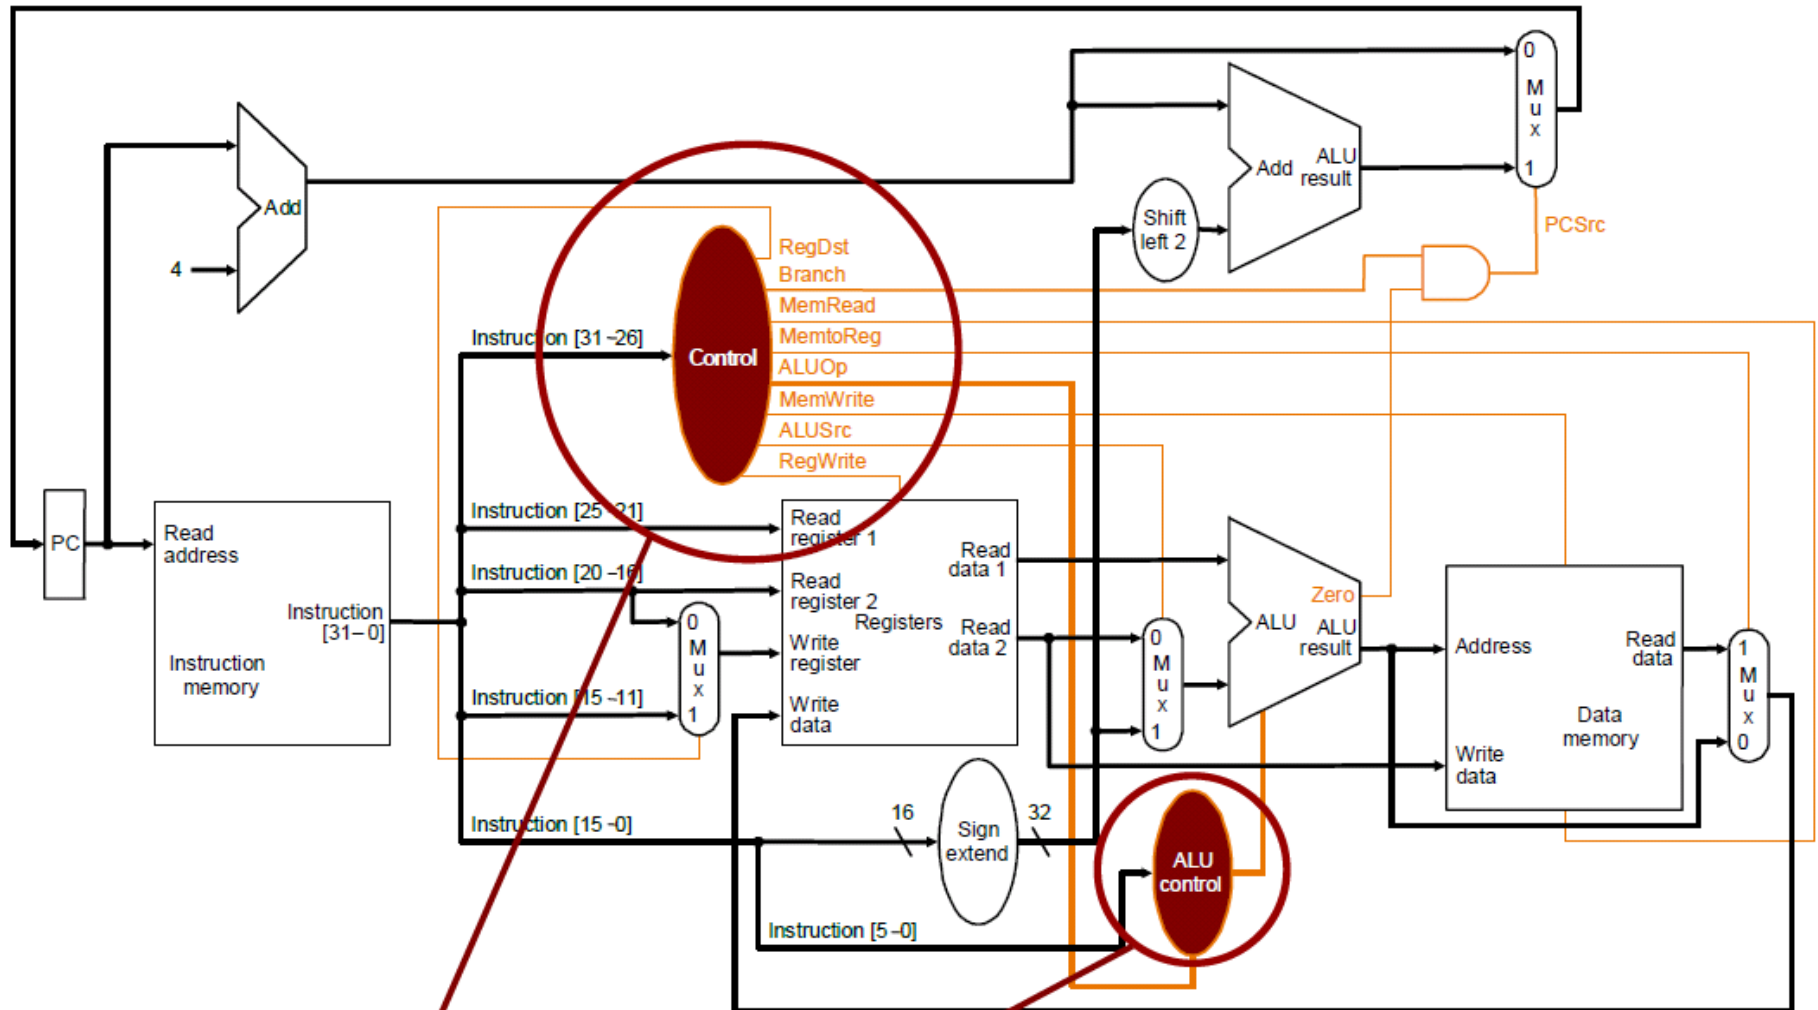 0
M
u
x
1
Add
ALU
result
Shift
left 2
PCSrc
Add
4
RegDst
Branch
MemRead
MemtoReg
ALUOp
MemWrite
ALUSrc
RegWrite
Control
Instruction [31–26]
Instruction [25–21]
Instruction [20–16]
Instruction [15–11]
Instruction [15–0]
Instruction [5–0]
PC
Read
address
Instruction
[31–0]
Instruction
memory
0
M
u
x
1
Read
register 1
Read
register 2
Write
register
Write
data
Registers
Read
data 1
Read
data 2
0
M
u
x
1
Zero
ALU
ALU
result
Address
Write
data
Read
data
Data
memory
1
M
u
x
0
16
Sign
extend
32
ALU
control